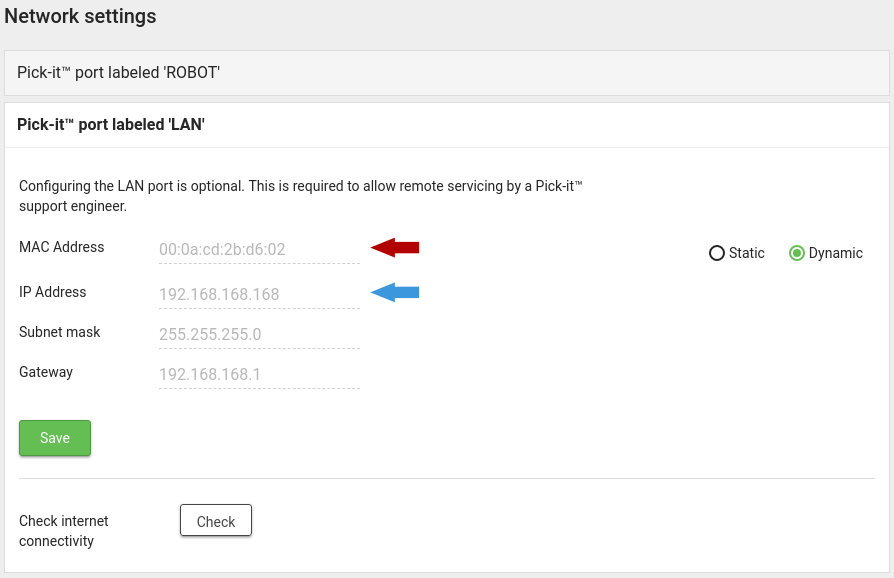 Network settings
Pick-it™ port labeled 'ROBOT'
Pick-it™ port labeled 'LAN'
Configuring the LAN port is optional. This is required to allow remote servicing by a Pick-it™
support engineer.
MAC Address 00:0a:cd:2b:d6:02
Static Dynamic
IP Address 192.168.168.168
Subnet mask 255.255.255.0
Gateway 192.168.168.1
Save
Check internet
connectivity
Check